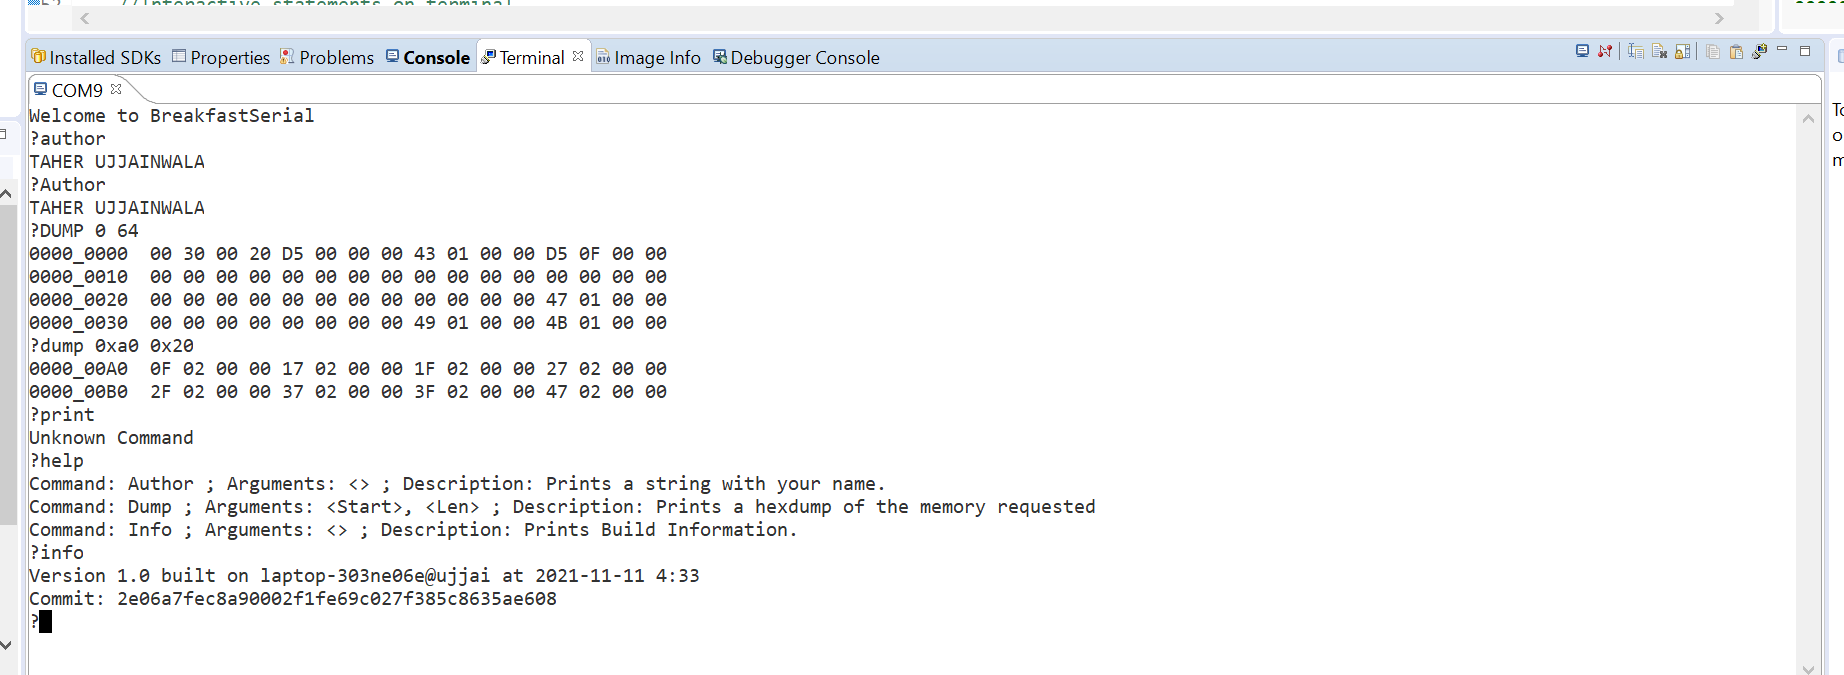 //Interactive statements on terminal
Installed SDKs Properties Problems Console Terminal Image Info Debugger Console
COM9
Welcome to BreakfastSerial
?author
TAHER UJJAINWALA
?Author
TAHER UJJAINWALA
?DUMP 0 64
0000_0000  00 30 00 20 D5 00 00 00 43 01 00 00 D5 0F 00 00
0000_0010  00 00 00 00 00 00 00 00 00 00 00 00 00 00 00 00
0000_0020  00 00 00 00 00 00 00 00 00 00 00 00 47 01 00 00
0000_0030  00 00 00 00 00 00 00 00 49 01 00 00 4B 01 00 00
?dump 0xa0 0x20
0000_00A0  0F 02 00 00 17 02 00 00 1F 02 00 00 27 02 00 00
0000_00B0  2F 02 00 00 37 02 00 00 3F 02 00 00 47 02 00 00
?print
Unknown Command
?help
Command: Author ; Arguments: <> ; Description: Prints a string with your name.
Command: Dump ; Arguments: <Start>, <Len> ; Description: Prints a hexdump of the memory requested
Command: Info ; Arguments: <> ; Description: Prints Build Information.
?info
Version 1.0 built on laptop-303ne06e@ujjai at 2021-11-11 4:33
Commit: 2e06a7fec8a90002f1fe69c027f385c8635ae608
?